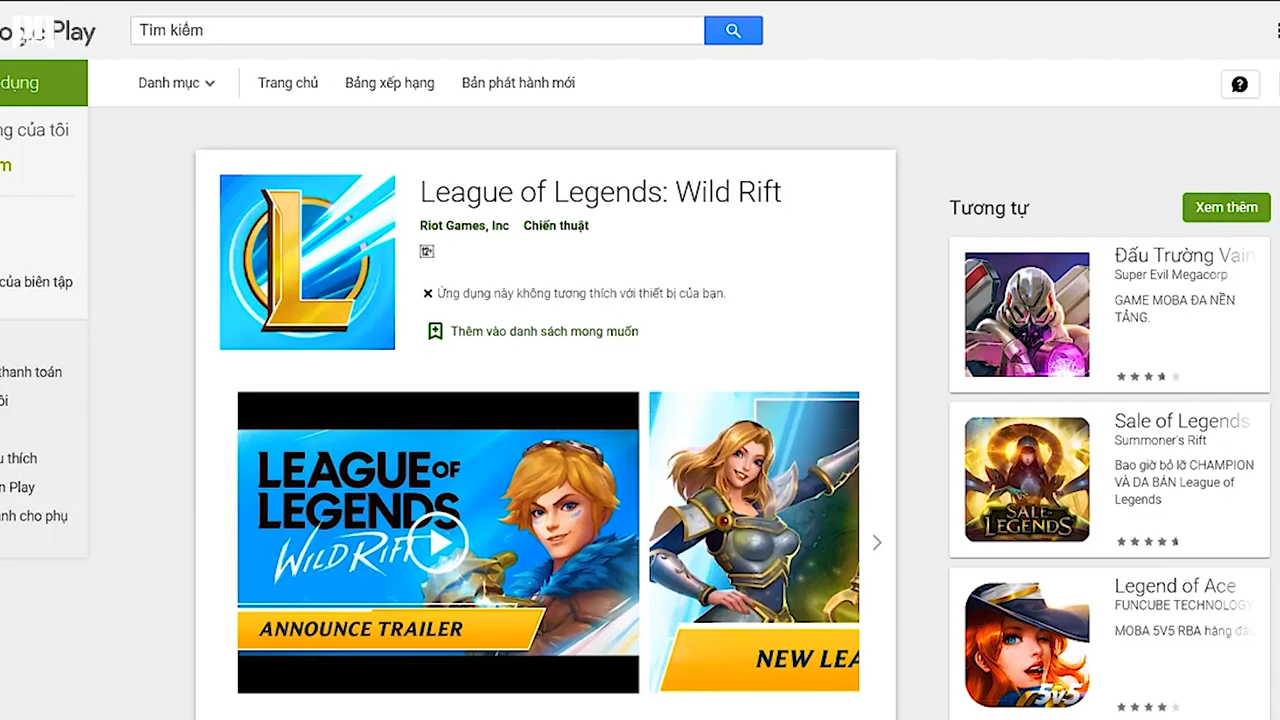 Play
Tìm kiếm
dụng
Danh mục
Trang chủ
Bảng xếp hạng
Bản phát hành mới
ng của tôi
m
của biên tập
thanh toán
ôi
u thích
n Play
ành cho phụ
League of Legends: Wild Rift
Riot Games, Inc
Chiến thuật
12+
Ứng dụng này không tương thích với thiết bị của bạn.
Thêm vào danh sách mong muốn
LEAGUE OF
LEGENDS
WILD RIFT
ANNOUNCE TRAILER
NEW LEA
Tương tự
Xem thêm
Đấu Trường Vain
Super Evil Megacorp
GAME MOBA ĐA NỀN
TẢNG.
Sale of Legends
Summoner's Rift
Bao giờ bỏ lỡ CHAMPION
VÀ DA BÁN League of
Legends
SALE
LEGENDS
Legend of Ace
FUNCUBE TECHNOLOGY
MOBA 5V5 RBA hàng đầu
5v5